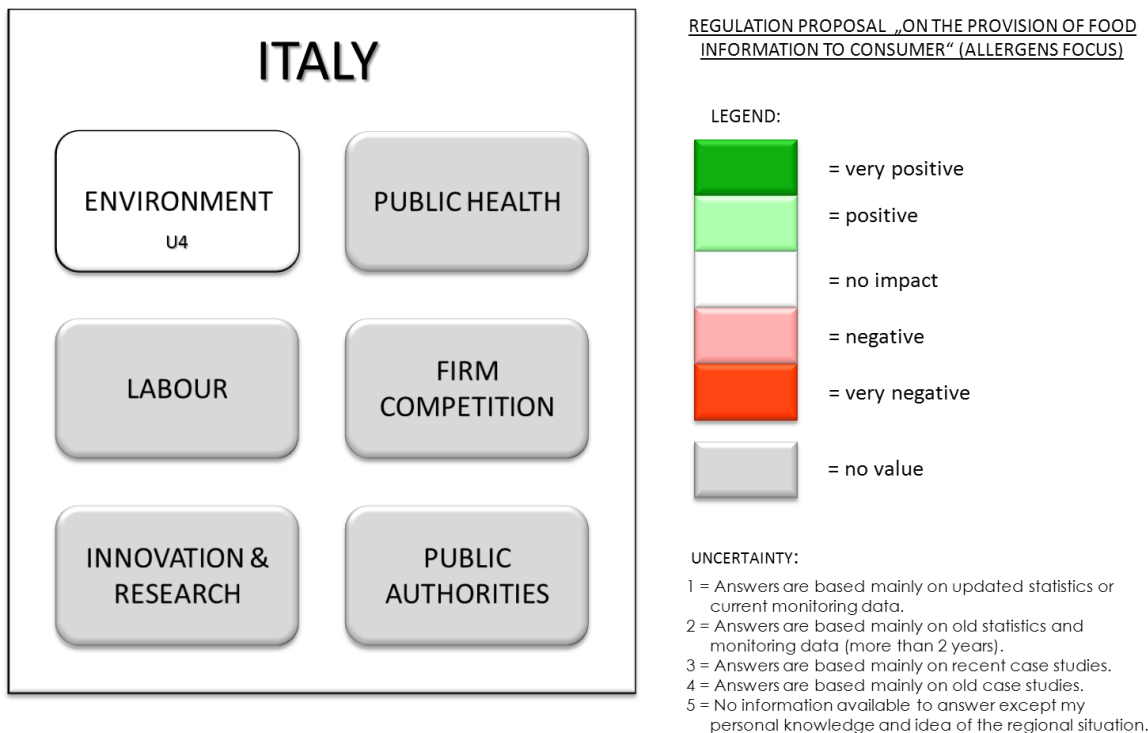 ITALY
ENVIRONMENT
U4
PUBLIC HEALTH
LABOUR
FIRM
COMPETITION
INNOVATION &
RESEARCH
PUBLIC
AUTHORITIES
REGULATION PROPOSAL „ON THE PROVISION OF FOOD
INFORMATION TO CONSUMER“ (ALLERGENS FOCUS)
LEGEND:
= very positive
= positive
= no impact
= negative
= very negative
= no value
UNCERTAINTY:
1 = Answers are based mainly on updated statistics or
current monitoring data.
2 = Answers are based mainly on old statistics and
monitoring data (more than 2 years).
3 = Answers are based mainly on recent case studies.
4 = Answers are based mainly on old case studies.
5 = No information available to answer except my
personal knowledge and idea of the regional situation.